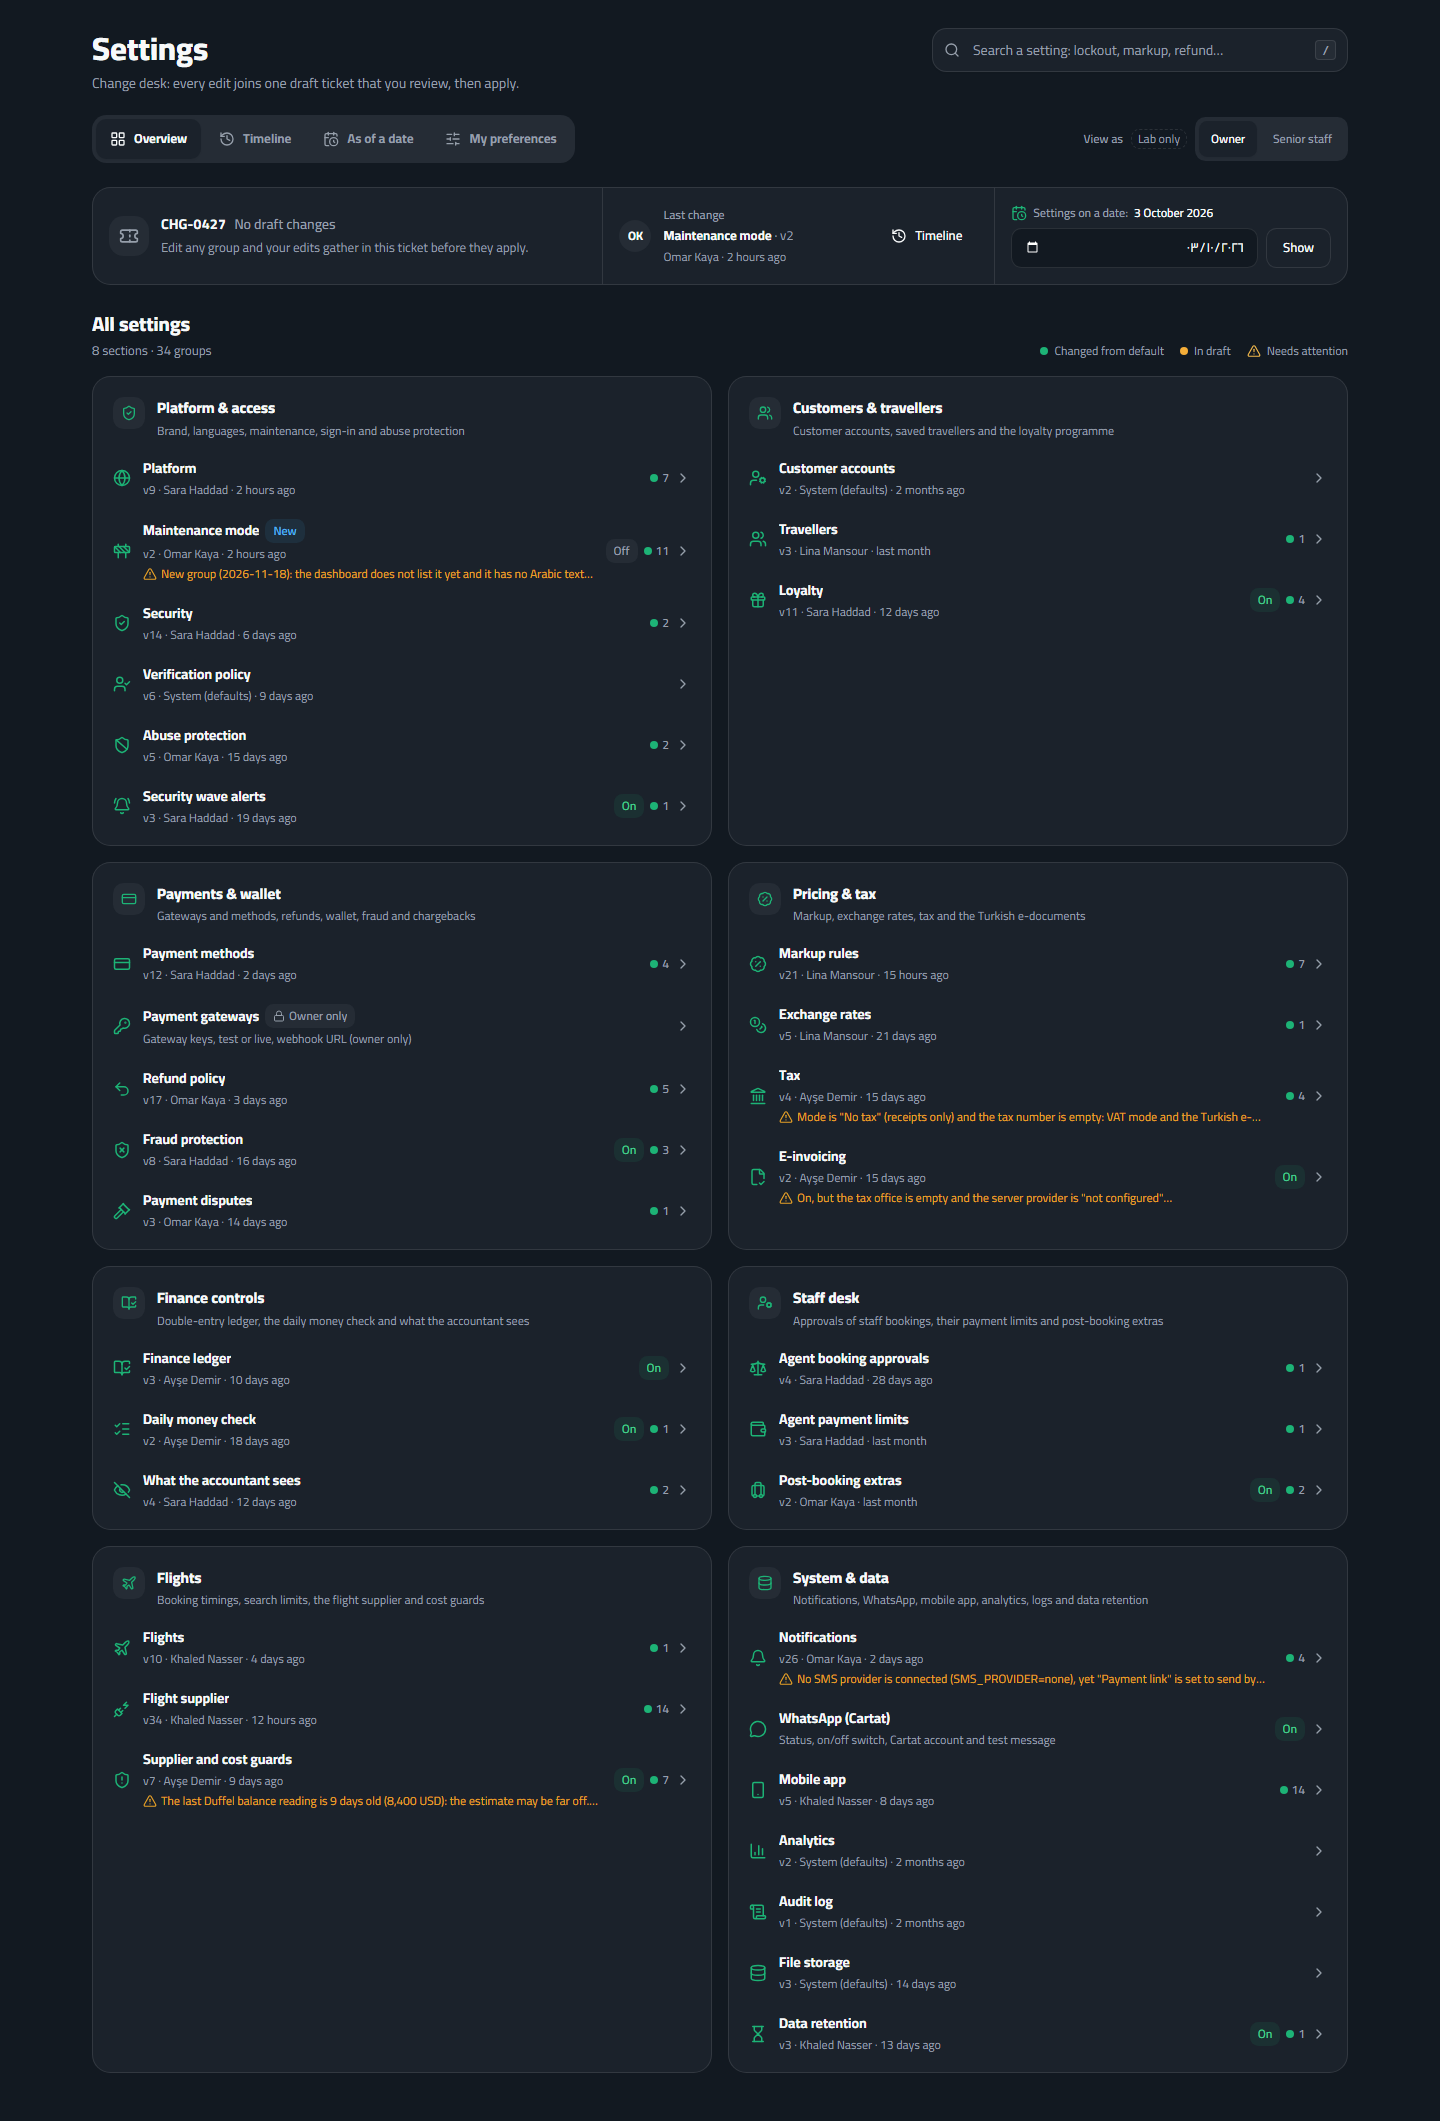 Settings
Search a setting: lockout, markup, refund... /
Change desk: every edit joins one draft ticket that you review, then apply.
Overview Timeline As of a date My preferences
View as Lab only Owner Senior staff
CHG-0427 No draft changes
Edit any group and your edits gather in this ticket before they apply.
OK
Last change
Maintenance mode · v2
Omar Kaya · 2 hours ago
Timeline
Settings on a date: 3 October 2026
٠٣/١٠/٢٠٢٦
Show
All settings
8 sections · 34 groups
Changed from default In draft Needs attention
Platform & access
Brand, languages, maintenance, sign-in and abuse protection
Platform
v9 · Sara Haddad · 2 hours ago
7
Maintenance mode New
v2 · Omar Kaya · 2 hours ago
Off 11
New group (2026-11-18): the dashboard does not list it yet and it has no Arabic text...
Security
v14 · Sara Haddad · 6 days ago
2
Verification policy
v6 · System (defaults) · 9 days ago
Abuse protection
v5 · Omar Kaya · 15 days ago
2
Security wave alerts
v3 · Sara Haddad · 19 days ago
On 1
Customers & travellers
Customer accounts, saved travellers and the loyalty programme
Customer accounts
v2 · System (defaults) · 2 months ago
Travellers
v3 · Lina Mansour · last month
1
Loyalty
v11 · Sara Haddad · 12 days ago
On 4
Payments & wallet
Gateways and methods, refunds, wallet, fraud and chargebacks
Payment methods
v12 · Sara Haddad · 2 days ago
4
Payment gateways Owner only
Gateway keys, test or live, webhook URL (owner only)
Refund policy
v17 · Omar Kaya · 3 days ago
5
Fraud protection
v8 · Sara Haddad · 16 days ago
On 3
Payment disputes
v3 · Omar Kaya · 14 days ago
1
Pricing & tax
Markup, exchange rates, tax and the Turkish e-documents
Markup rules
v21 · Lina Mansour · 15 hours ago
7
Exchange rates
v5 · Lina Mansour · 21 days ago
1
Tax
v4 · Ayşe Demir · 15 days ago
4
Mode is "No tax" (receipts only) and the tax number is empty: VAT mode and the Turkish e-...
E-invoicing
v2 · Ayşe Demir · 15 days ago
On
On, but the tax office is empty and the server provider is "not configured"...
Finance controls
Double-entry ledger, the daily money check and what the accountant sees
Finance ledger
v3 · Ayşe Demir · 10 days ago
On
Daily money check
v2 · Ayşe Demir · 18 days ago
On 1
What the accountant sees
v4 · Sara Haddad · 12 days ago
2
Staff desk
Approvals of staff bookings, their payment limits and post-booking extras
Agent booking approvals
v4 · Sara Haddad · 28 days ago
1
Agent payment limits
v3 · Sara Haddad · last month
1
Post-booking extras
v2 · Omar Kaya · last month
On 2
Flights
Booking timings, search limits, the flight supplier and cost guards
Flights
v10 · Khaled Nasser · 4 days ago
1
Flight supplier
v34 · Khaled Nasser · 12 hours ago
14
Supplier and cost guards
v7 · Ayşe Demir · 9 days ago
On 7
The last Duffel balance reading is 9 days old (8,400 USD): the estimate may be far off....
System & data
Notifications, WhatsApp, mobile app, analytics, logs and data retention
Notifications
v26 · Omar Kaya · 2 days ago
4
No SMS provider is connected (SMS_PROVIDER=none), yet "Payment link" is set to send by...
WhatsApp (Cartat)
Status, on/off switch, Cartat account and test message
On
Mobile app
v5 · Khaled Nasser · 8 days ago
14
Analytics
v2 · System (defaults) · 2 months ago
Audit log
v1 · System (defaults) · 2 months ago
File storage
v3 · System (defaults) · 14 days ago
Data retention
v3 · Khaled Nasser · 13 days ago
On 1